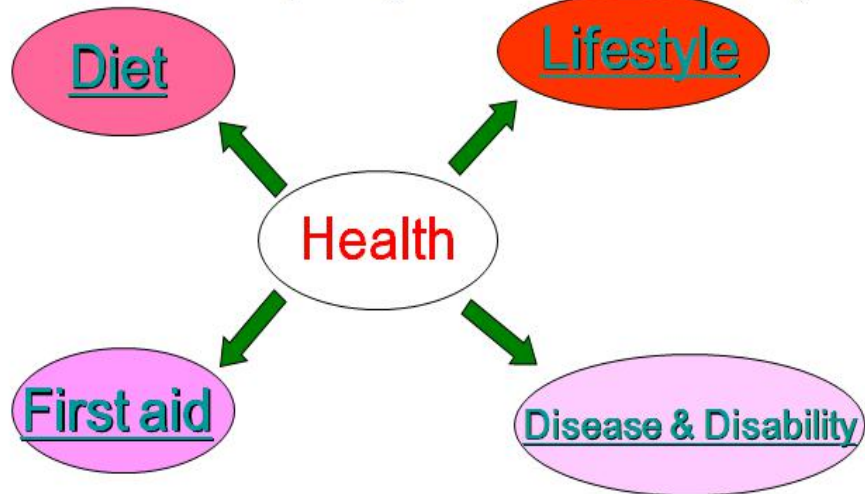 Diet
Lifestyle
Health
First aid
Disease & Disability